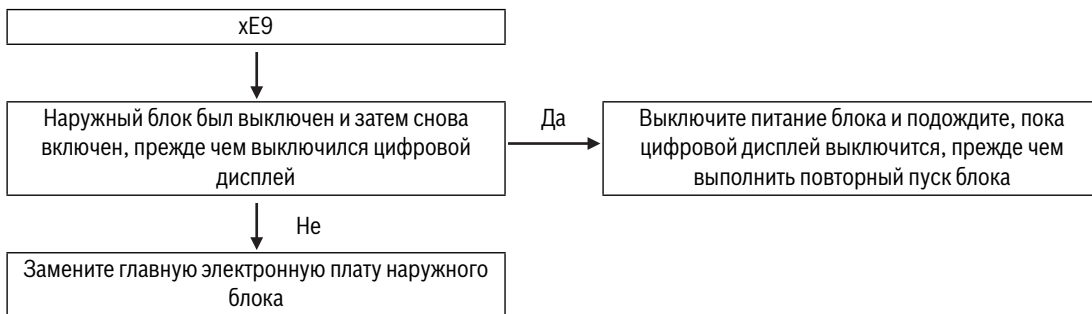 xE9
Наружный блок был выключен и затем снова
включен, прежде чем выключился цифровой
дисплей
Да
Выключите питание блока и подождите, пока
цифровой дисплей выключится, прежде чем
выполнить повторный пуск блока
Не
Замените главную электронную плату наружного
блока